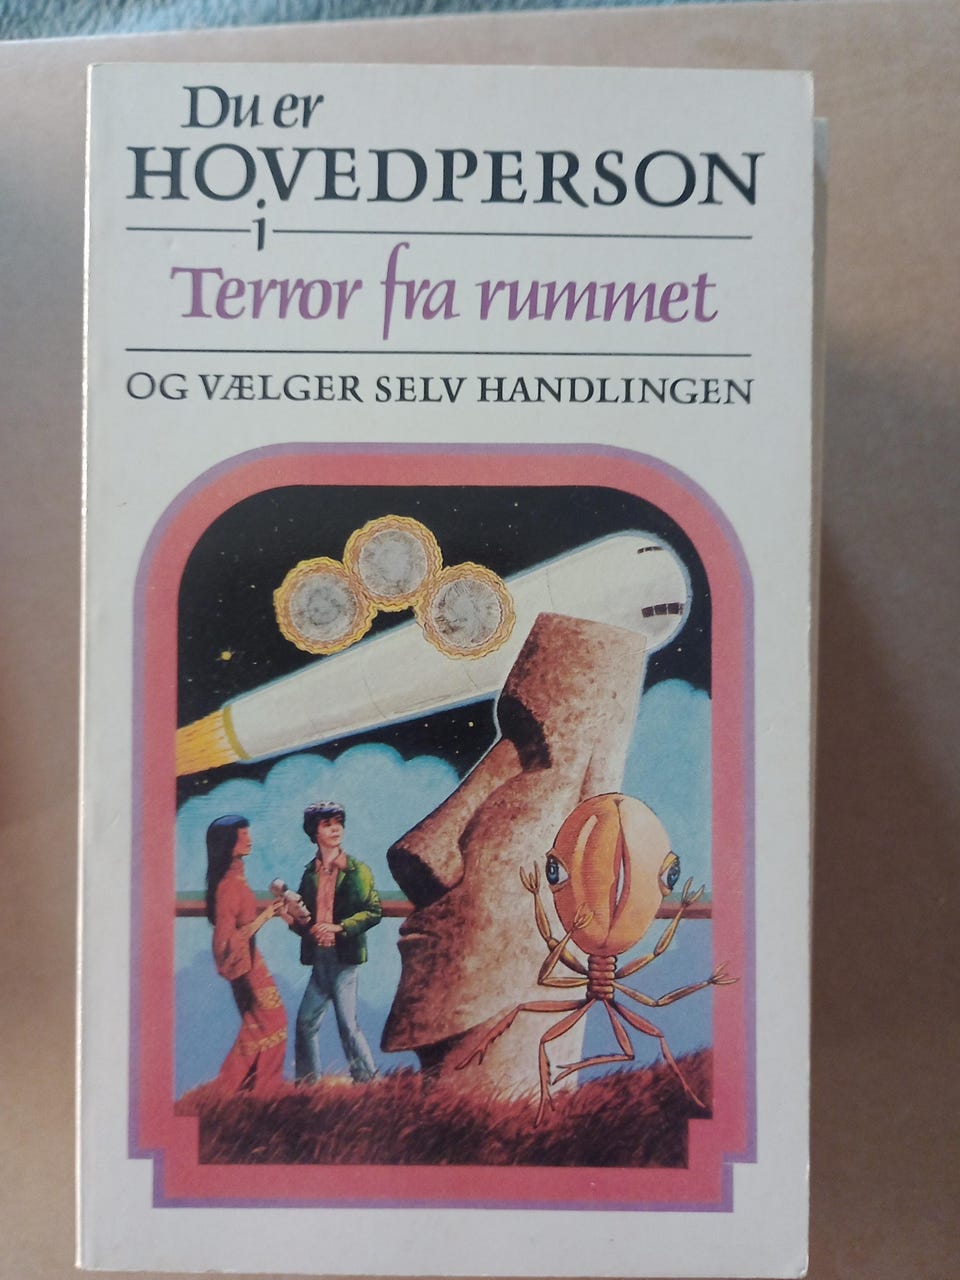 Du er
HOVEDPERSON
i
Terror fra rummet
OG VÆLGER SELV HANDLINGEN